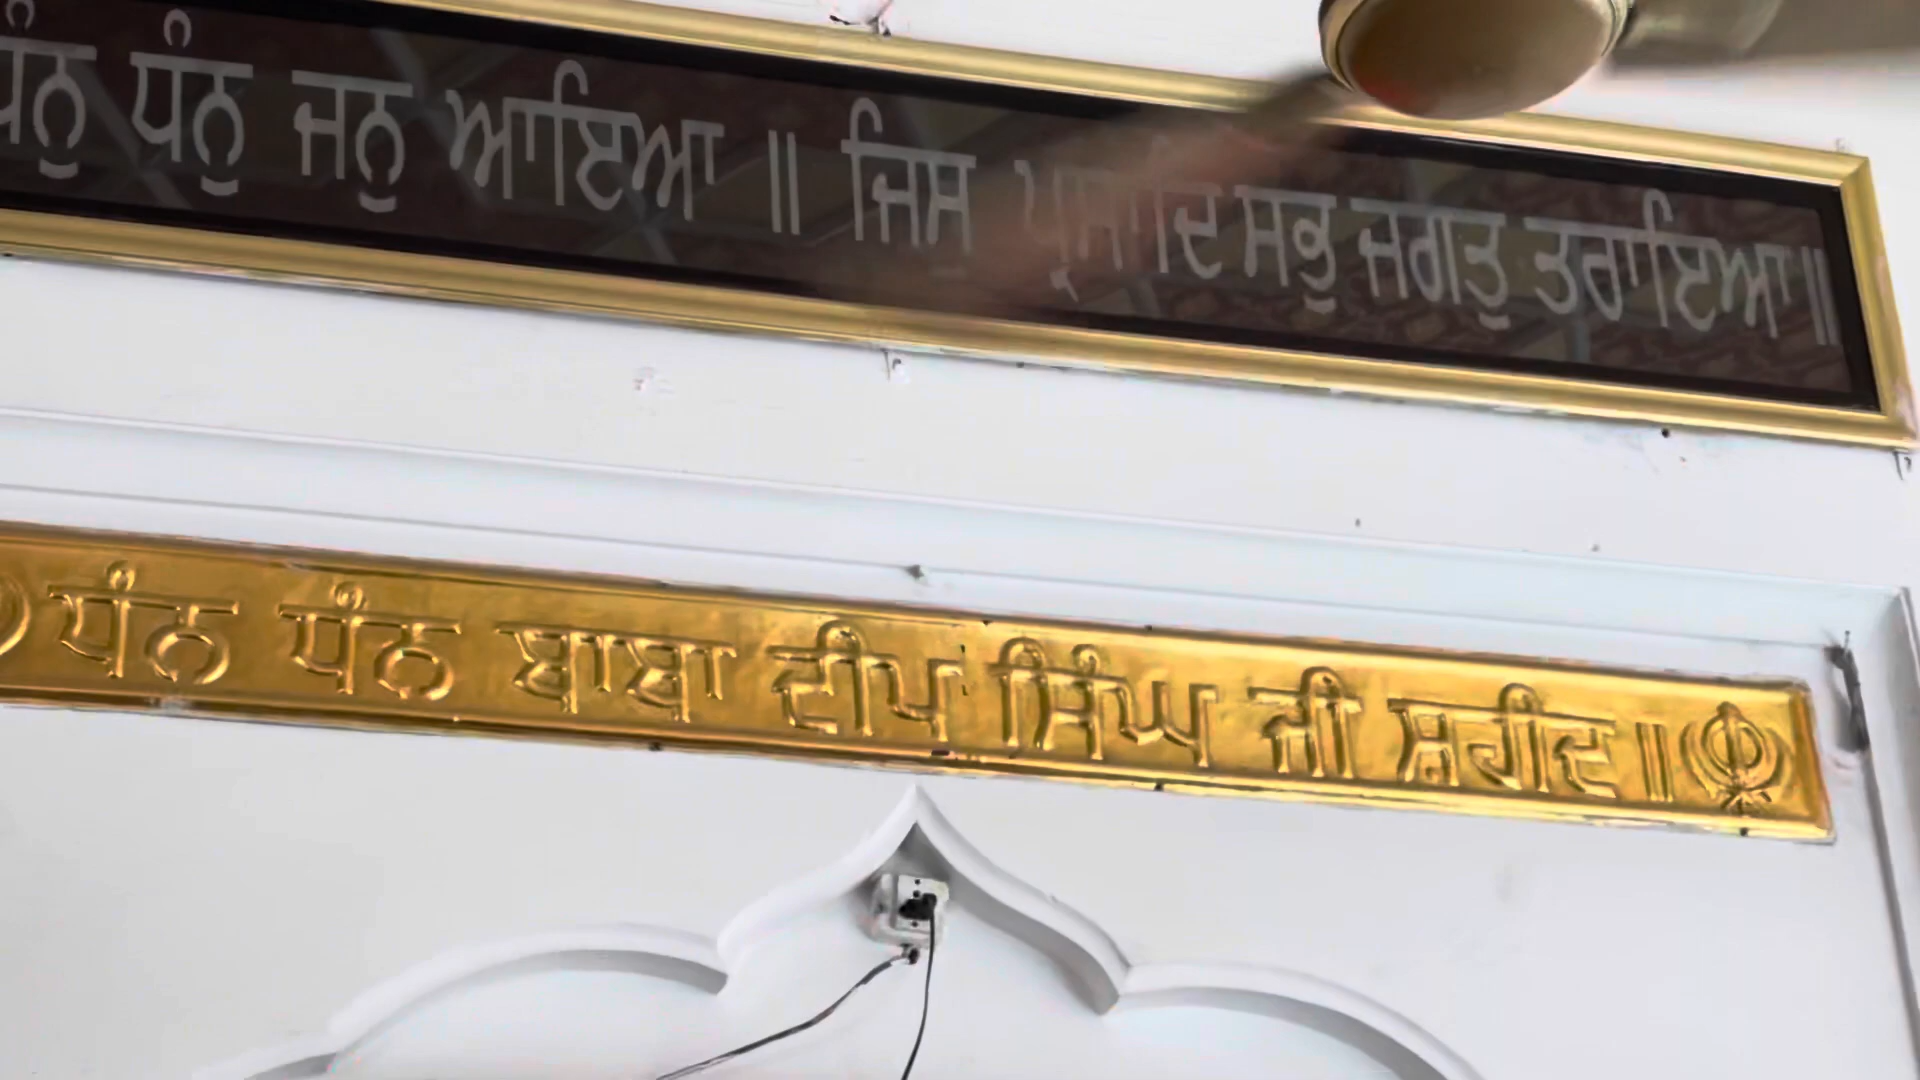 ਧੰਨੁ ਧੰਨੁ ਜਨੁ ਆਇਆ ॥ ਜਿਸੁ ਪ੍ਰਸਾਦਿ ਸਭੁ ਜਗਤੁ ਤਰਾਇਆ ॥
ਧੰਨ ਧੰਨ ਬਾਬਾ ਦੀਪ ਸਿੰਘ ਜੀ ਸ਼ਹੀਦ ॥